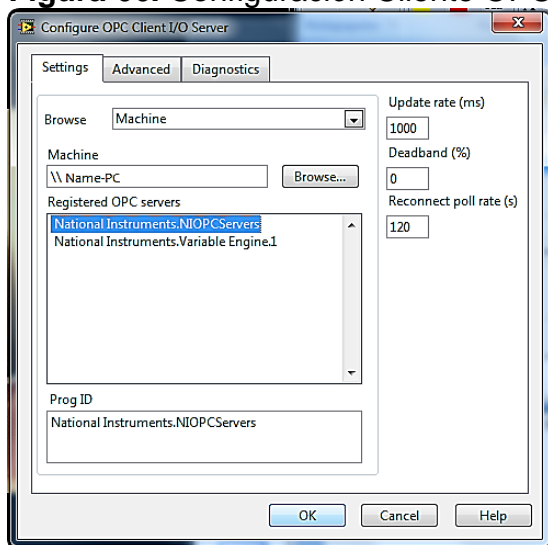 Configure OPC Client I/O Server
Settings
Advanced
Diagnostics
Browse
Machine
Machine
\\ Name-PC
Browse...
Registered OPC servers
National Instruments.NIOPCServers
National Instruments.Variable Engine.1
Prog ID
National Instruments.NIOPCServers
Update rate (ms)
1000
Deadband (%)
0
Reconnect poll rate (s)
120
OK
Cancel
Help